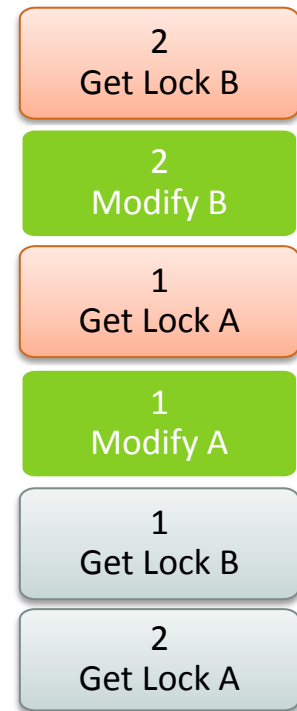 2
Get Lock B
2
Modify B
1
Get Lock A
1
Modify A
1
Get Lock B
2
Get Lock A